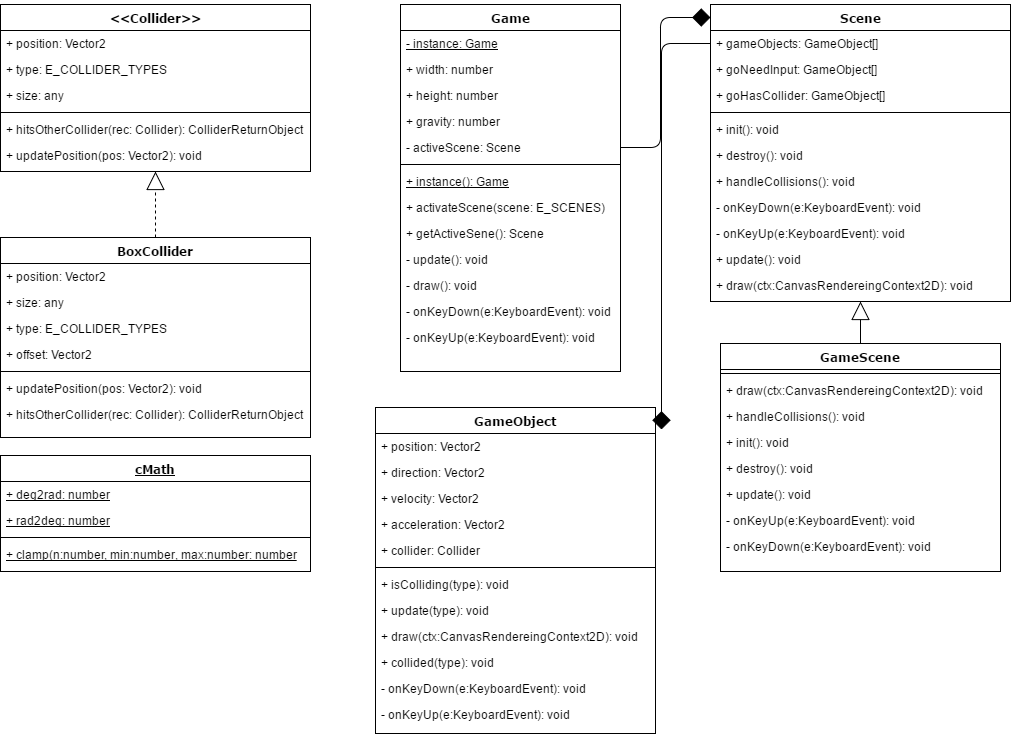 <<Collider>>
+ position: Vector2
+ type: E_COLLIDER_TYPES
+ size: any
+ hitsOtherCollider(rec: Collider): ColliderReturnObject
+ updatePosition(pos: Vector2): void
BoxCollider
+ position: Vector2
+ size: any
+ type: E_COLLIDER_TYPES
+ offset: Vector2
+ updatePosition(pos: Vector2): void
+ hitsOtherCollider(rec: Collider): ColliderReturnObject
cMath
+ deg2rad: number
+ rad2deg: number
+ clamp(n:number, min:number, max:number: number
Game
- instance: Game
+ width: number
+ height: number
+ gravity: number
- activeScene: Scene
+ instance(): Game
+ activateScene(scene: E_SCENES)
+ getActiveSene(): Scene
- update(): void
- draw(): void
- onKeyDown(e:KeyboardEvent): void
- onKeyUp(e:KeyboardEvent): void
GameObject
+ position: Vector2
+ direction: Vector2
+ velocity: Vector2
+ acceleration: Vector2
+ collider: Collider
+ isColliding(type): void
+ update(type): void
+ draw(ctx:CanvasRendereingContext2D): void
+ collided(type): void
- onKeyDown(e:KeyboardEvent): void
- onKeyUp(e:KeyboardEvent): void
Scene
+ gameObjects: GameObject[]
+ goNeedInput: GameObject[]
+ goHasCollider: GameObject[]
+ init(): void
+ destroy(): void
+ handleCollisions(): void
- onKeyDown(e:KeyboardEvent): void
- onKeyUp(e:KeyboardEvent): void
+ update(): void
+ draw(ctx:CanvasRendereingContext2D): void
GameScene
+ draw(ctx:CanvasRendereingContext2D): void
+ handleCollisions(): void
+ init(): void
+ destroy(): void
+ update(): void
- onKeyUp(e:KeyboardEvent): void
- onKeyDown(e:KeyboardEvent): void